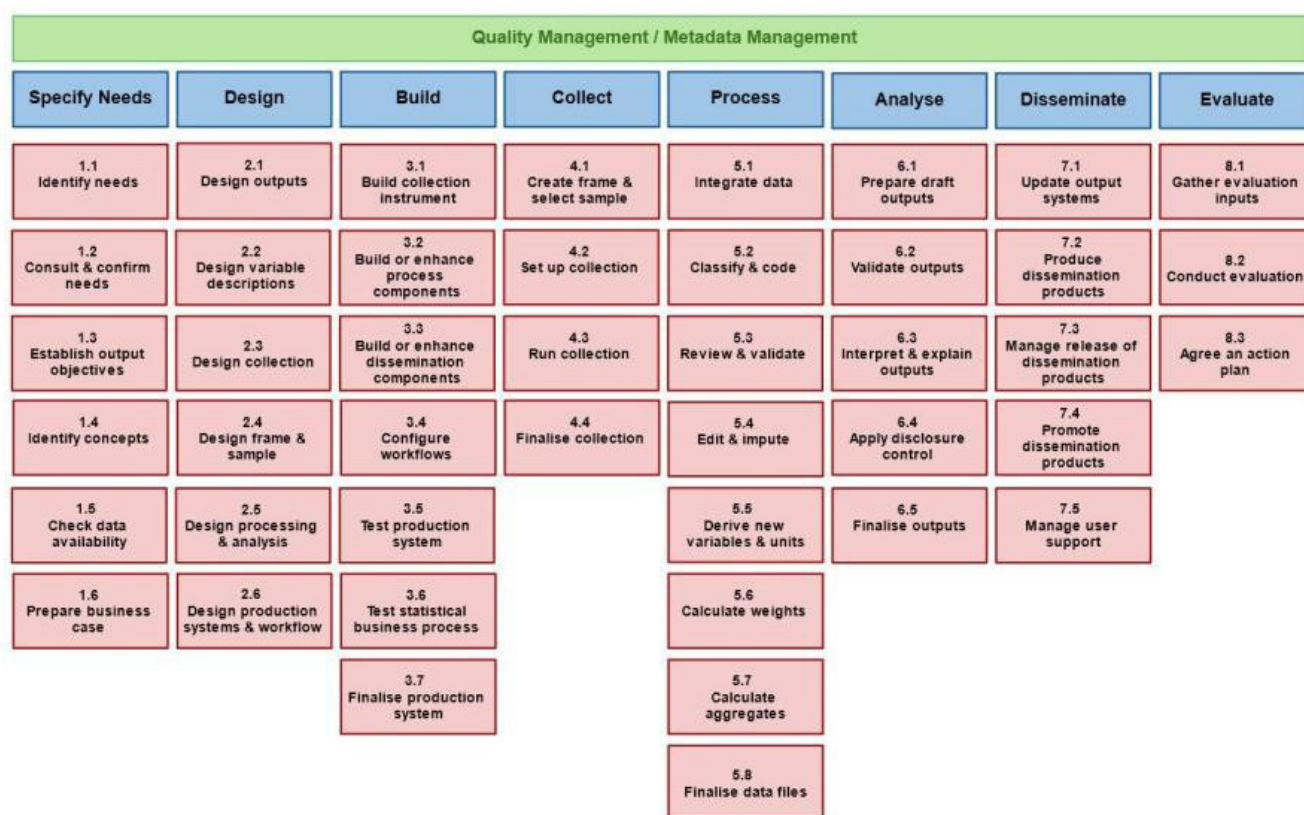 Quality Management / Metadata Management
Specify Needs
Design
Build
Collect
Process
Analyse
Disseminate
Evaluate
1.1
Identify needs
2.1
Design outputs
3.1
Build collection
instrument
4.1
Create frame &
select sample
5.1
Integrate data
6.1
Prepare draft
outputs
7.1
Update output
systems
8.1
Gather evaluation
inputs
1.2
Consult & confirm
needs
2.2
Design variable
descriptions
3.2
Build or enhance
process
components
4.2
Set up collection
5.2
Classify & code
6.2
Validate outputs
7.2
Produce
dissemination
products
8.2
Conduct evaluation
1.3
Establish output
objectives
2.3
Design collection
3.3
Build or enhance
dissemination
components
4.3
Run collection
5.3
Review & validate
6.3
Interpret & explain
outputs
7.3
Manage release of
dissemination
products
8.3
Agree an action
plan
1.4
Identify concepts
2.4
Design frame &
sample
3.4
Configure
workflows
4.4
Finalise collection
5.4
Edit & impute
6.4
Apply disclosure
control
7.4
Promote
dissemination
products
1.5
Check data
availability
2.5
Design processing
& analysis
3.5
Test production
system
5.5
Derive new
variables & units
6.5
Finalise outputs
7.5
Manage user
support
1.6
Prepare business
case
2.6
Design production
systems & workflow
3.6
Test statistical
business process
5.6
Calculate weights
3.7
Finalise production
system
5.7
Calculate
aggregates
5.8
Finalise data files